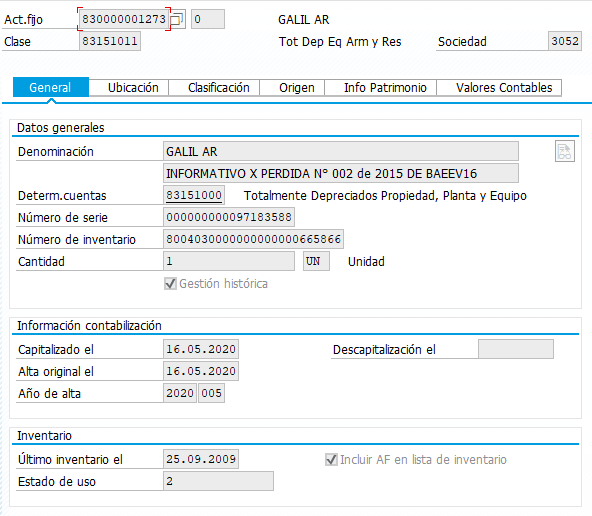 Act.fijo 830000001273 0 GALIL AR
Clase 83151011 Tot Dep Eq Arm y Res Sociedad 3052
General Ubicación Clasificación Origen Info Patrimonio Valores Contables
Datos generales
Denominación GALIL AR
INFORMATIVO X PERDIDA N° 002 de 2015 DE BAEEV16
Determ.cuentas 83151000 Totalmente Depreciados Propiedad, Planta y Equipo
Número de serie 000000000097183588
Número de inventario 8004030000000000000665866
Cantidad 1 UN Unidad
Gestión histórica
Información contabilización
Capitalizado el 16.05.2020 Descapitalización el
Alta original el 16.05.2020
Año de alta 2020 005
Inventario
Último inventario el 25.09.2009 Incluir AF en lista de inventario
Estado de uso 2